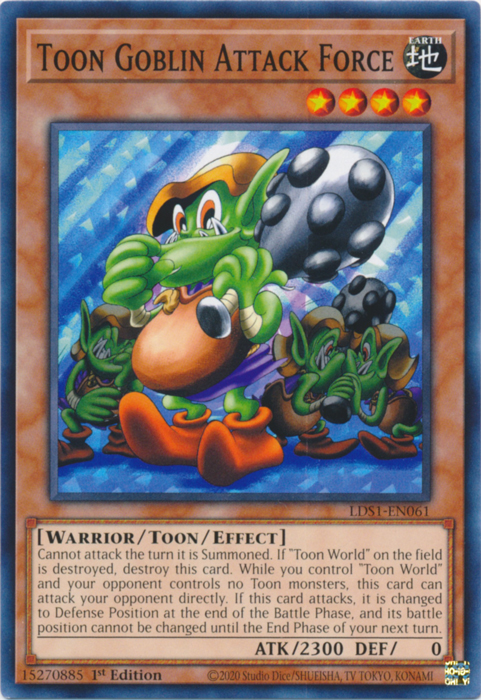 TOON GOBLIN ATTACK FORCE
EARTH
地
LDS1-EN061
[WARRIOR/TOON/EFFECT]
Cannot attack the turn it is Summoned. If "Toon World" on the field
is destroyed, destroy this card. While you control "Toon World"
and your opponent controls no Toon monsters, this card can
attack your opponent directly. If this card attacks, it is changed
to Defense Position at the end of the Battle Phase, and its battle
position cannot be changed until the End Phase of your next turn.
ATK/2300 DEF/ 0
15270885 1st Edition ©2020 Studio Dice/SHUEISHA, TV TOKYO, KONAMI